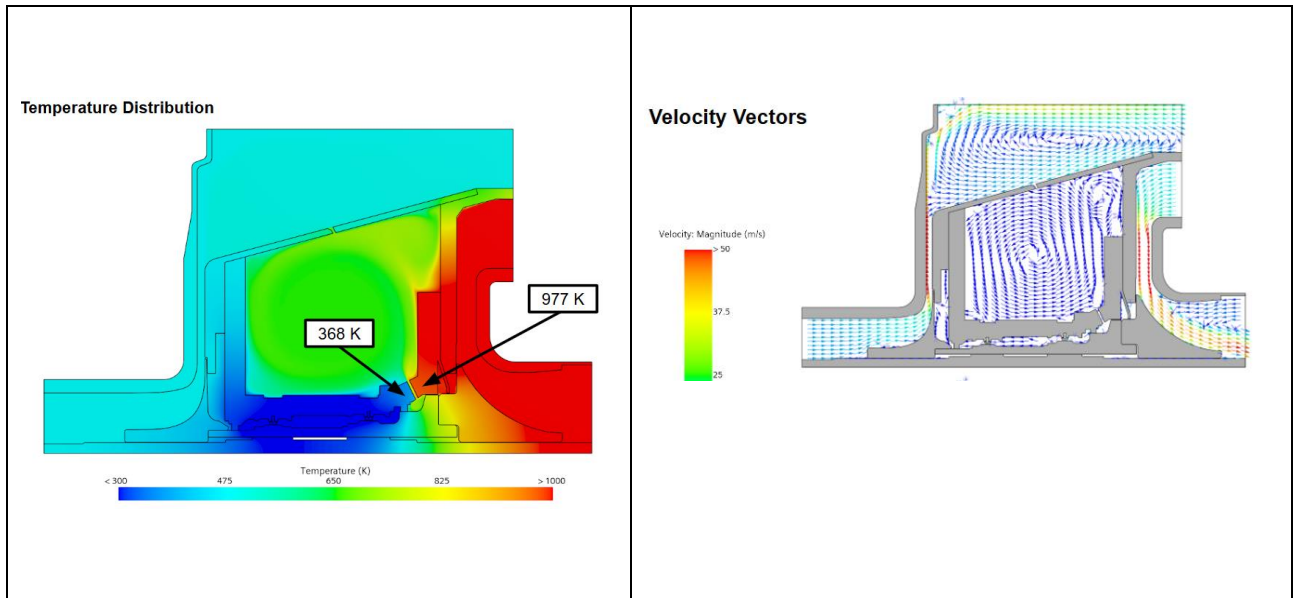 Temperature Distribution
977 K
368 K
Temperature (K)
< 300 475 650 825 > 1000
Velocity Vectors
Velocity: Magnitude (m/s)
> 50
37.5
25